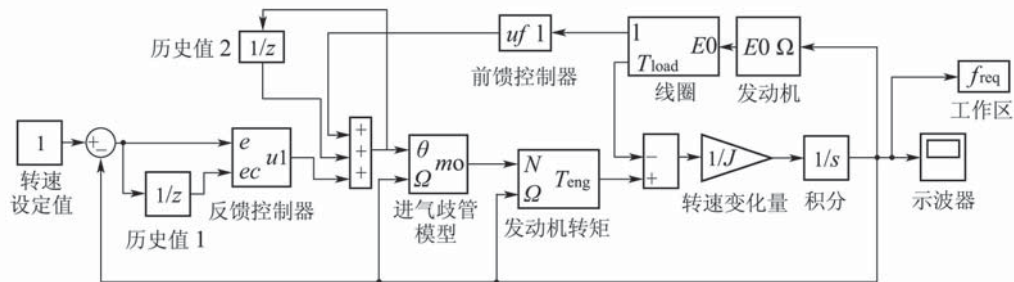 历史值 2
1/z
uf 1
前馈控制器
1
E0
Tload
线圈
E0 Ω
发动机
freq
工作区
1
转速
设定值
+
−
1/z
历史值 1
e
ec
u1
反馈控制器
+
+
+
θ
Ω
mo
进气歧管
模型
N
Ω
Teng
发动机转矩
−
+
1/J
转速变化量
1/s
积分
示波器